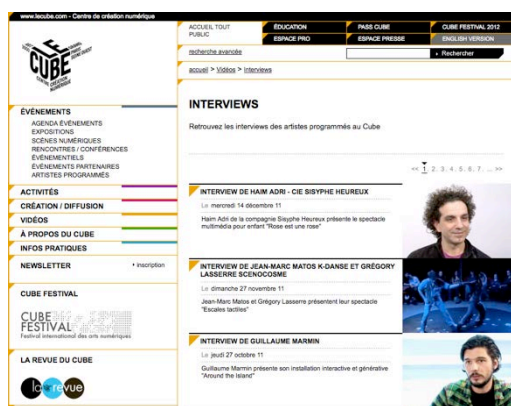 www.lecube.com - Centre de création numérique
ACCUEIL TOUT
PUBLIC
ÉDUCATION
PASS CUBE
CUBE FESTIVAL 2012
ESPACE PRO
ESPACE PRESSE
ENGLISH VERSION
recherche avancée
Rechercher
accueil > Vidéos > Interviews
LE CUBE
CENTRE CRÉATION
NUMÉRIQUE
ÉVÉNEMENTS
AGENDA ÉVÉNEMENTS
EXPOSITIONS
SCÈNES NUMÉRIQUES
RENCONTRES / CONFÉRENCES
ÉVÉNEMENTIELS
ÉVÉNEMENTS PARTENAIRES
ARTISTES PROGRAMMÉS
ACTIVITÉS
CRÉATION / DIFFUSION
VIDÉOS
À PROPOS DU CUBE
INFOS PRATIQUES
NEWSLETTER
inscription
CUBE FESTIVAL
CUBE
FESTIVAL
Festival international des arts numériques
LA REVUE DU CUBE
la revue
INTERVIEWS
Retrouvez les interviews des artistes programmés au Cube
<< 1. 2. 3. 4. 5. 6. 7. ... >>
INTERVIEW DE HAIM ADRI - CIE SISYPHE HEUREUX
Le mercredi 14 décembre 11
Haim Adri de la compagnie Sisyphe Heureux présente le spectacle
multimédia pour enfant "Rose est une rose"
INTERVIEW DE JEAN-MARC MATOS K-DANSE ET GRÉGORY
LASSERRE SCENOCOSME
Le dimanche 27 novembre 11
Jean-Marc Matos et Grégory Lasserre présentent leur spectacle
"Escales tactiles"
INTERVIEW DE GUILLAUME MARMIN
Le jeudi 27 octobre 11
Guillaume Marmin présente son installation interactive et générative
"Around the Island"